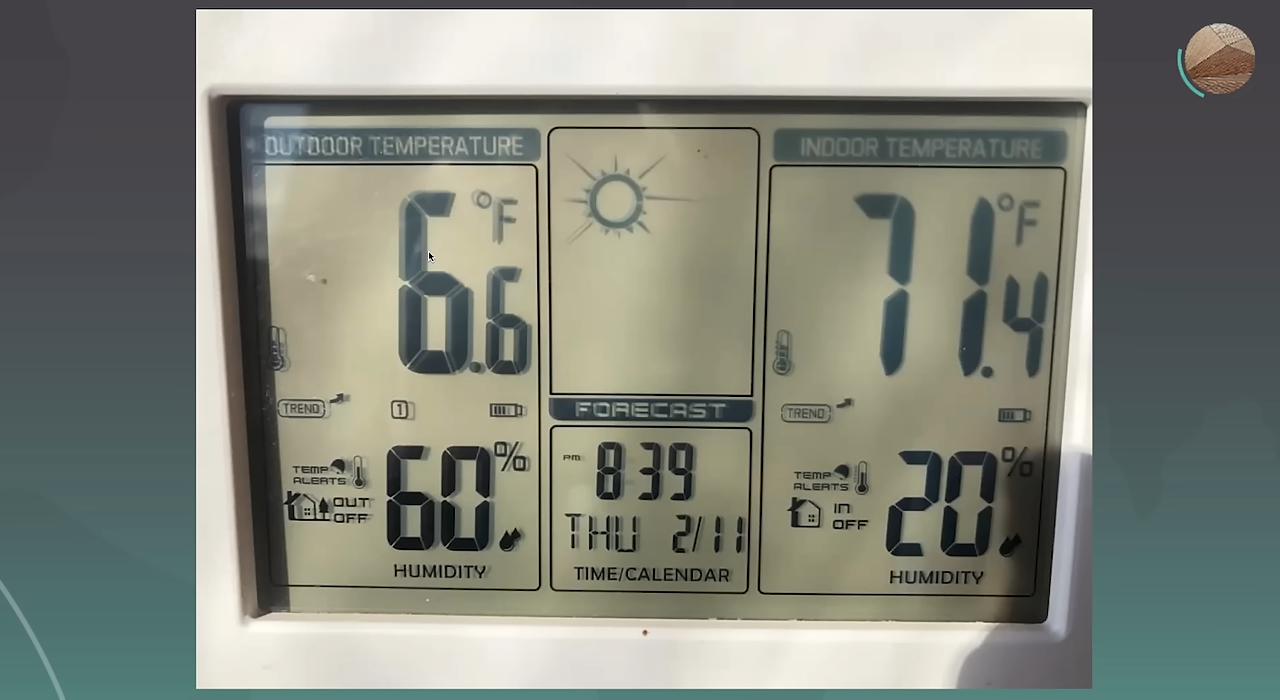 OUTDOOR TEMPERATURE
6.6 °F
TREND
1
TEMP ALERTS
OUT OFF
60%
HUMIDITY
FORECAST
PM 8 39
THU 2/11
TIME/CALENDAR
INDOOR TEMPERATURE
71.4 °F
TREND
TEMP ALERTS
IN OFF
20%
HUMIDITY